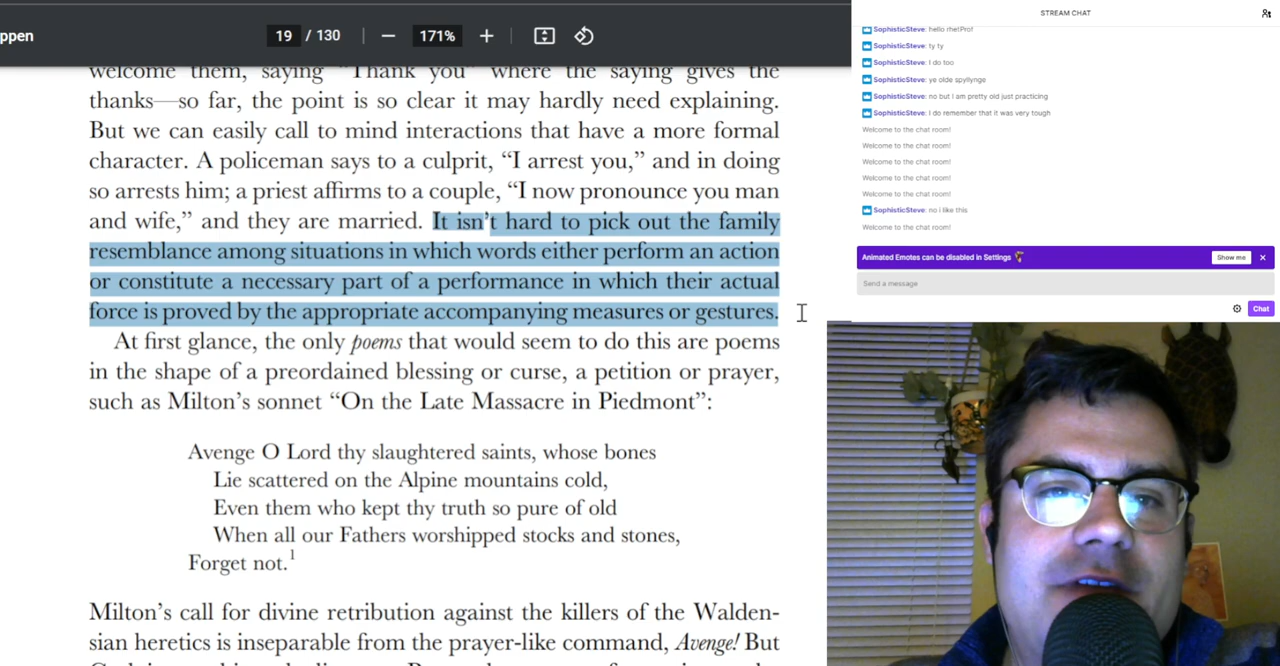 ppen
19 / 130
171%
welcome them, saying “Thank you” where the saying gives the
thanks—so far, the point is so clear it may hardly need explaining.
But we can easily call to mind interactions that have a more formal
character. A policeman says to a culprit, “I arrest you,” and in doing
so arrests him; a priest affirms to a couple, “I now pronounce you man
and wife,” and they are married. It isn’t hard to pick out the family
resemblance among situations in which words either perform an action
or constitute a necessary part of a performance in which their actual
force is proved by the appropriate accompanying measures or gestures.
At first glance, the only poems that would seem to do this are poems
in the shape of a preordained blessing or curse, a petition or prayer,
such as Milton’s sonnet “On the Late Massacre in Piedmont”:
Avenge O Lord thy slaughtered saints, whose bones
Lie scattered on the Alpine mountains cold,
Even them who kept thy truth so pure of old
When all our Fathers worshipped stocks and stones,
Forget not.1
Milton’s call for divine retribution against the killers of the Walden-
sian heretics is inseparable from the prayer-like command, Avenge! But
STREAM CHAT
SophisticSteve: hello rhetProf
SophisticSteve: ty ty
SophisticSteve: I do too
SophisticSteve: ye olde spyllynge
SophisticSteve: no but I am pretty old just practicing
SophisticSteve: I do remember that it was very tough
Welcome to the chat room!
Welcome to the chat room!
Welcome to the chat room!
Welcome to the chat room!
Welcome to the chat room!
SophisticSteve: no i like this
Welcome to the chat room!
Animated Emotes can be disabled in Settings
Show me
Send a message
Chat